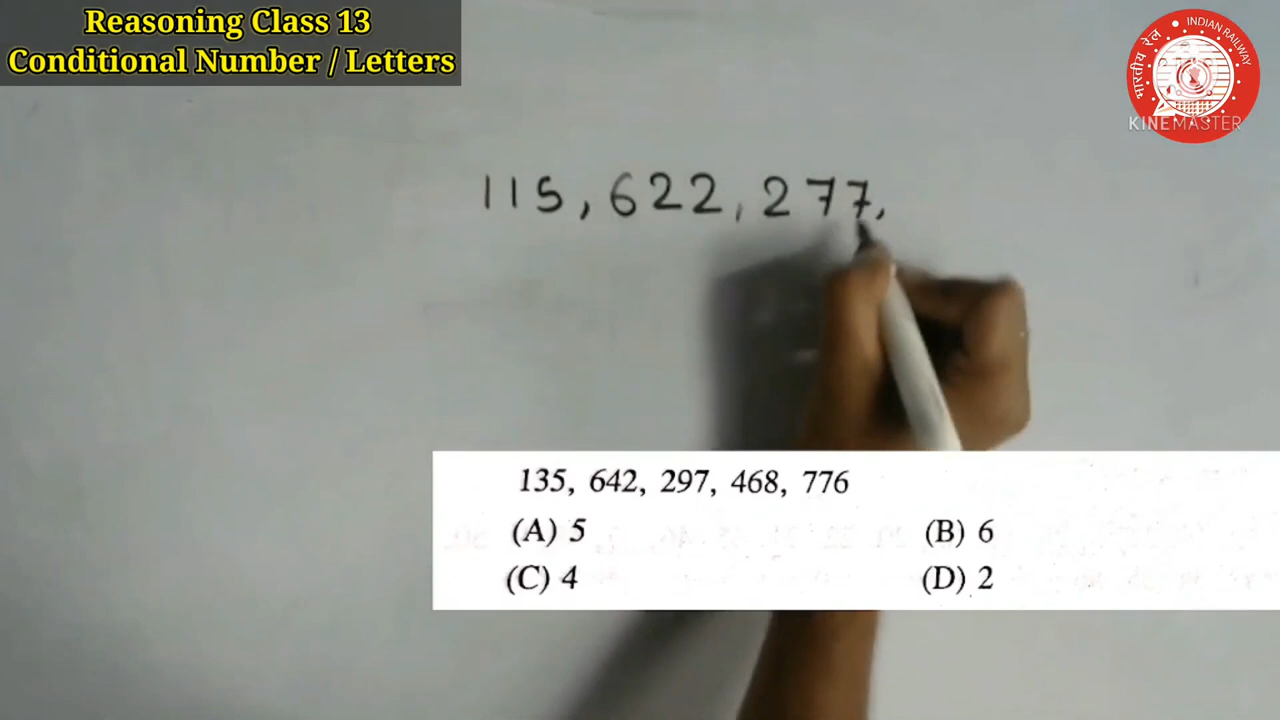 Reasoning Class 13
Conditional Number / Letters
भारतीय रेल INDIAN RAILWAY
KINEMASTER
115, 622, 277,
135, 642, 297, 468, 776
(A) 5 (B) 6
(C) 4 (D) 2